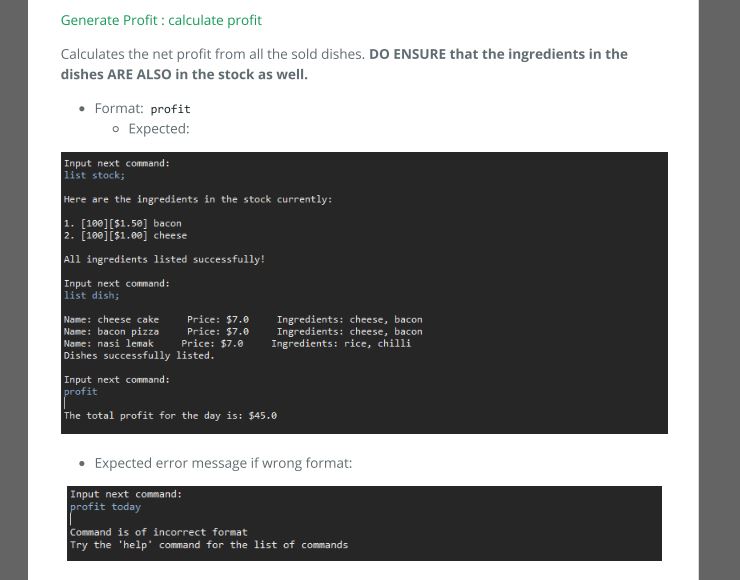 Generate Profit : calculate profit
Calculates the net profit from all the sold dishes. DO ENSURE that the ingredients in the
dishes ARE ALSO in the stock as well.
• Format: profit
o Expected:
Input next command:
list stock;
Here are the ingredients in the stock currently:
1. [100][$1.50] bacon
2. [100][$1.00] cheese
All ingredients listed successfully!
Input next command:
list dish;
Name: cheese cake Price: $7.0 Ingredients: cheese, bacon
Name: bacon pizza Price: $7.0 Ingredients: cheese, bacon
Name: nasi lemak Price: $7.0 Ingredients: rice, chilli
Dishes successfully listed.
Input next command:
profit
The total profit for the day is: $45.0
• Expected error message if wrong format:
Input next command:
profit today
Command is of incorrect format
Try the 'help' command for the list of commands